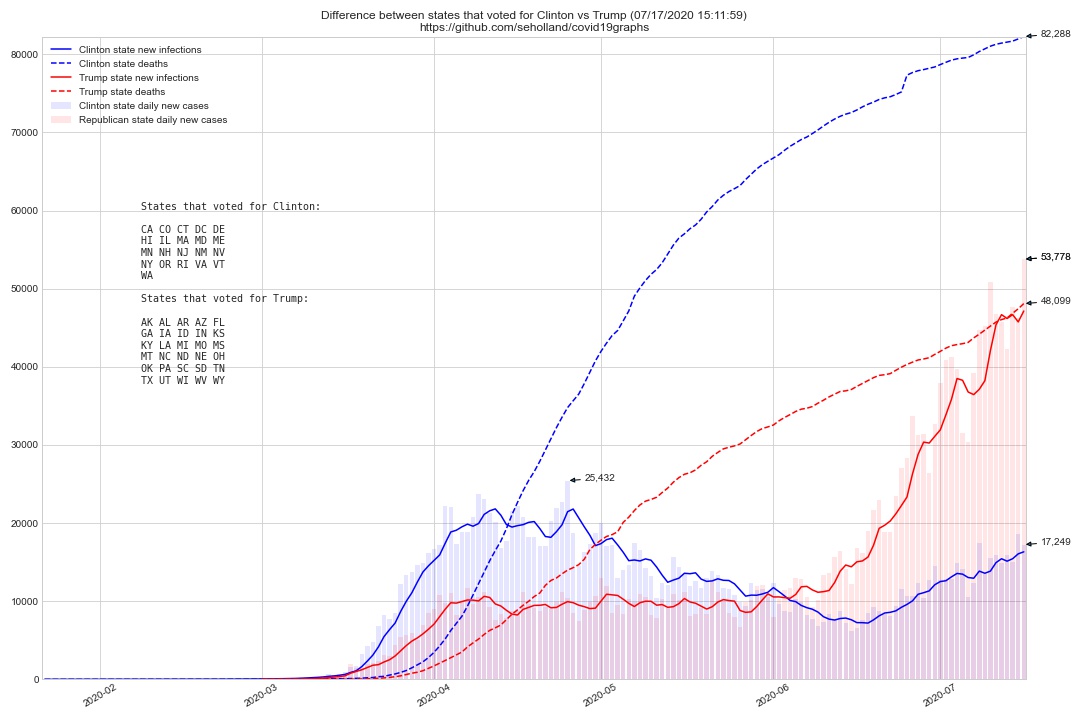 Difference between states that voted for Clinton vs Trump (07/17/2020 15:11:59)
https://github.com/seholland/covid19graphs
82,288
80000
Clinton state new infections
Clinton state deaths
Trump state new infections
Trump state deaths
Clinton state daily new cases
Republican state daily new cases
70000
60000
States that voted for Clinton:
CA CO CT DC DE
HI IL MA MD ME
MN NH NJ NM NV
NY OR RI VA VT
WA
53,778
50000
States that voted for Trump:
48,099
AK AL AR AZ FL
GA IA ID IN KS
KY LA MI MO MS
MT NC ND NE OH
OK PA SC SD TN
TX UT WI WV WY
40000
30000
25,432
20000
17,249
10000
0
2020-02
2020-03
2020-04
2020-05
2020-06
2020-07